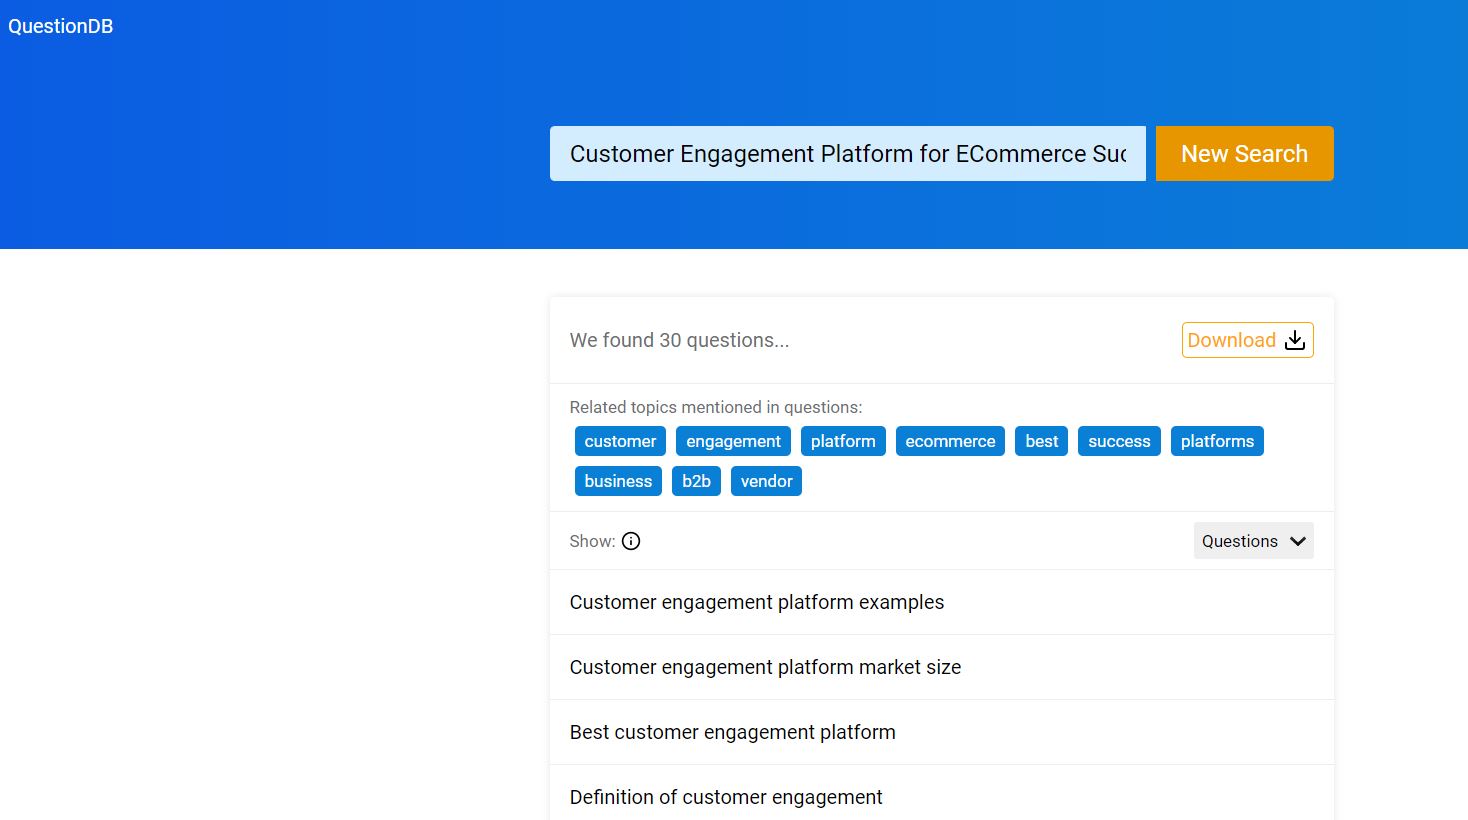 QuestionDB
Customer Engagement Platform for ECommerce
New Search
We found 30 questions...
Download
Related topics mentioned in questions:
customer engagement platform ecommerce best success platforms
business b2b vendor
Show:
Questions
Customer engagement platform examples
Customer engagement platform market size
Best customer engagement platform
Definition of customer engagement